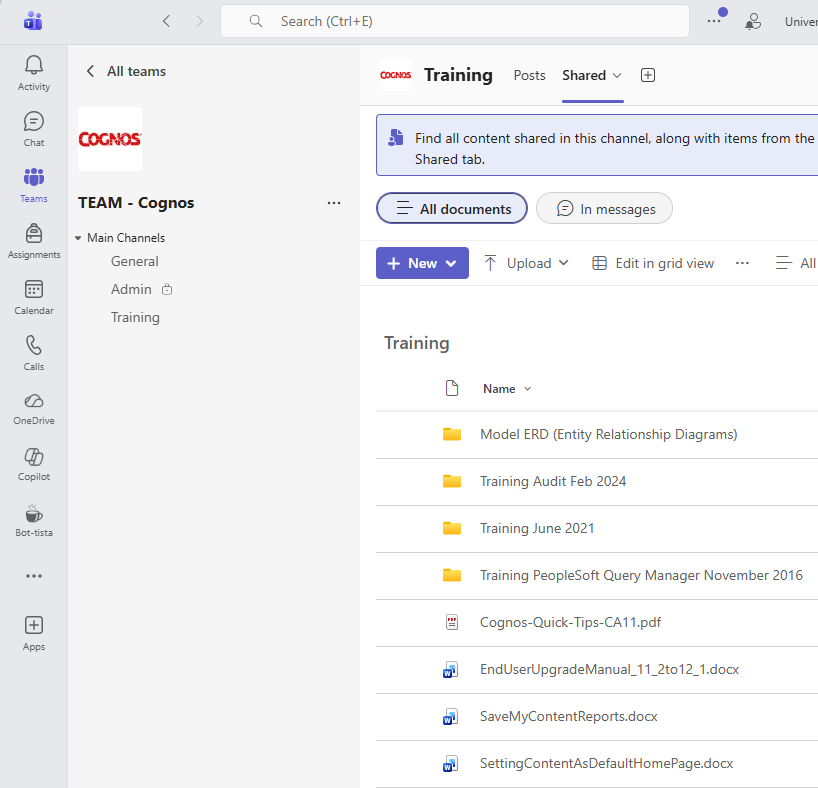 Search (Ctrl+E)
Univer
Activity
Chat
Teams
Assignments
Calendar
Calls
OneDrive
Copilot
Bot-tista
Apps
All teams
COGNOS
TEAM - Cognos
Main Channels
General
Admin
Training
COGNOS
Training
Posts
Shared
Find all content shared in this channel, along with items from the
Shared tab.
All documents
In messages
New
Upload
Edit in grid view
All
Training
Name
Model ERD (Entity Relationship Diagrams)
Training Audit Feb 2024
Training June 2021
Training PeopleSoft Query Manager November 2016
Cognos-Quick-Tips-CA11.pdf
EndUserUpgradeManual_11_2to12_1.docx
SaveMyContentReports.docx
SettingContentAsDefaultHomePage.docx